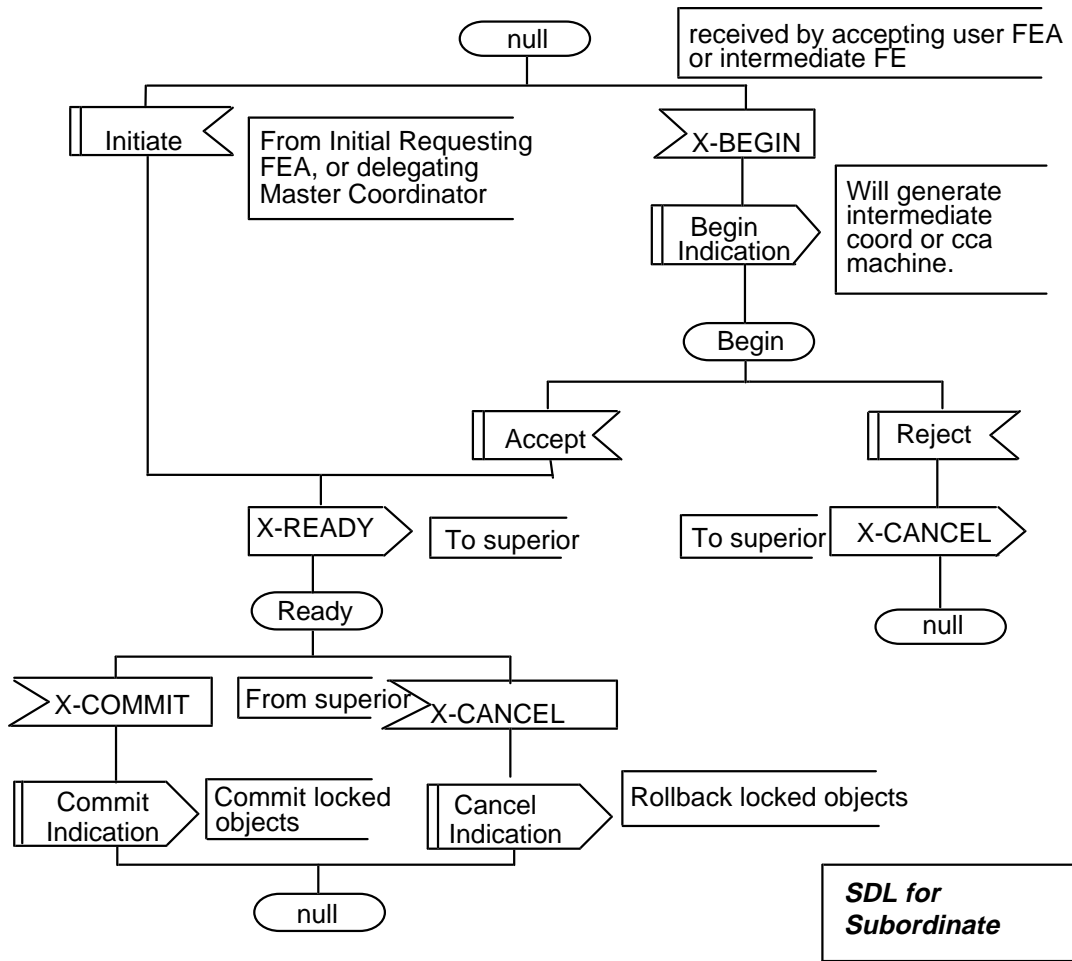 null
received by accepting user FEA
or intermediate FE
Initiate
From Initial Requesting
FEA, or delegating
Master Coordinator
X-BEGIN
Will generate
intermediate
coord or cca
machine.
Begin
Indication
Begin
Accept
Reject
X-READY
To superior
To superior
X-CANCEL
Ready
null
X-COMMIT
From superior
X-CANCEL
Commit
Indication
Commit locked
objects
Cancel
Indication
Rollback locked objects
null
SDL for
Subordinate